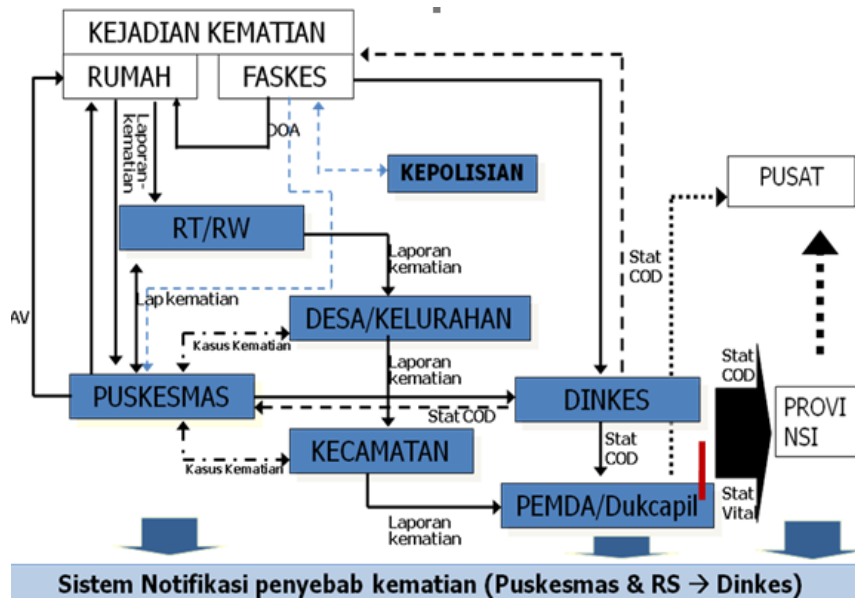 KEJADIAN KEMATIAN
RUMAH
FASKES
Laporan-
kematian
DOA
KEPOLISIAN
PUSAT
RT/RW
Laporan
kematian
Stat
COD
AV
Lap kematian
DESA/KELURAHAN
Kasus Kematian
Laporan
kematian
Stat
COD
PUSKESMAS
DINKES
PROVI
NSI
Stat COD
KECAMATAN
Stat
COD
Kasus Kematian
PEMDA/Dukcapil
Stat
Vital
Laporan
kematian
Sistem Notifikasi penyebab kematian (Puskesmas & RS → Dinkes)